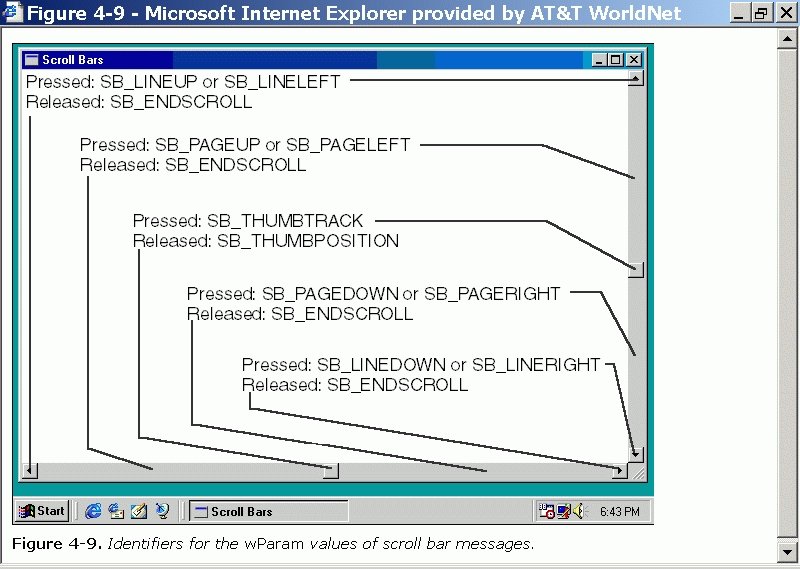 Figure 4-9 - Microsoft Internet Explorer provided by AT&T WorldNet
Scroll Bars
Pressed: SB_LINEUP or SB_LINELEFT
Released: SB_ENDSCROLL
Pressed: SB_PAGEUP or SB_PAGELEFT
Released: SB_ENDSCROLL
Pressed: SB_THUMBTRACK
Released: SB_THUMBPOSITION
Pressed: SB_PAGEDOWN or SB_PAGERIGHT
Released: SB_ENDSCROLL
Pressed: SB_LINEDOWN or SB_LINERIGHT
Released: SB_ENDSCROLL
Start
Scroll Bars
6:43 PM
Figure 4-9. Identifiers for the wParam values of scroll bar messages.